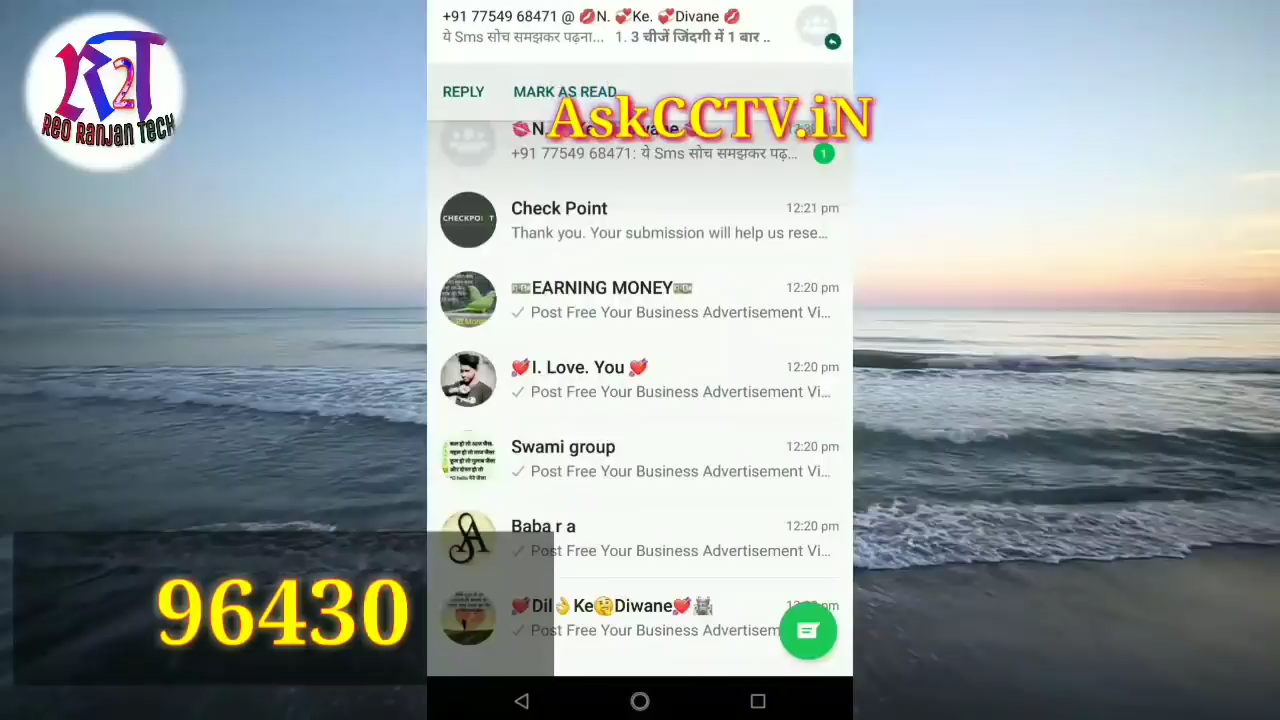 R2T
REO RANJAN TECH
+91 77549 68471 @ 💋N. 💞Ke. 💞Divane 💋
ये Sms सोच समझकर पढ़ना... 1. 3 चीजें जिंदगी में 1 बार ..
REPLY MARK AS READ
AskCCTV.iN
+91 77549 68471: ये Sms सोच समझकर पढ़... 1
CHECKPOINT
Check Point 12:21 pm
Thank you. Your submission will help us rese...
💵EARNING MONEY💵 12:20 pm
✓ Post Free Your Business Advertisement Vi...
💘I. Love. You 💘 12:20 pm
✓ Post Free Your Business Advertisement Vi...
Swami group 12:20 pm
✓ Post Free Your Business Advertisement Vi...
Baba r a 12:20 pm
✓ Post Free Your Business Advertisement Vi...
💘Dil👌Ke🤔Diwane💘
✓ Post Free Your Business Advertisem
96430